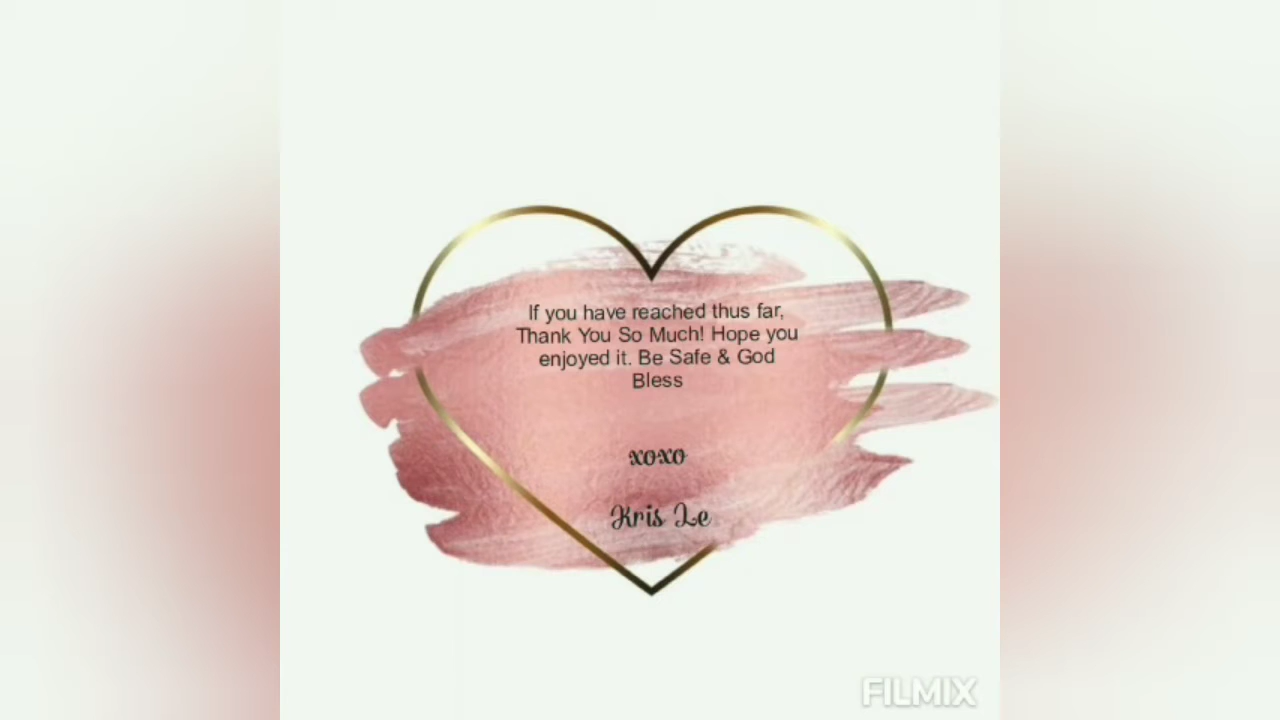 If you have reached thus far,
Thank You So Much! Hope you
enjoyed it. Be Safe & God
Bless
xoxo
Kris Le
FILMIX